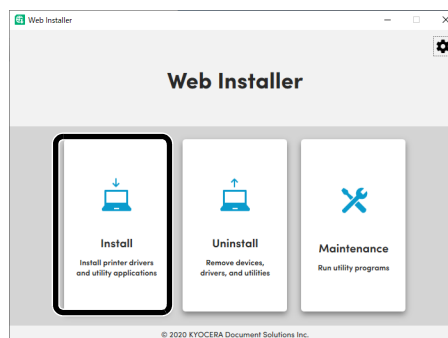 Web Installer
Web Installer
Install
Install printer drivers
and utility applications
Uninstall
Remove devices,
drivers, and utilities
Maintenance
Run utility programs
© 2020 KYOCERA Document Solutions Inc.